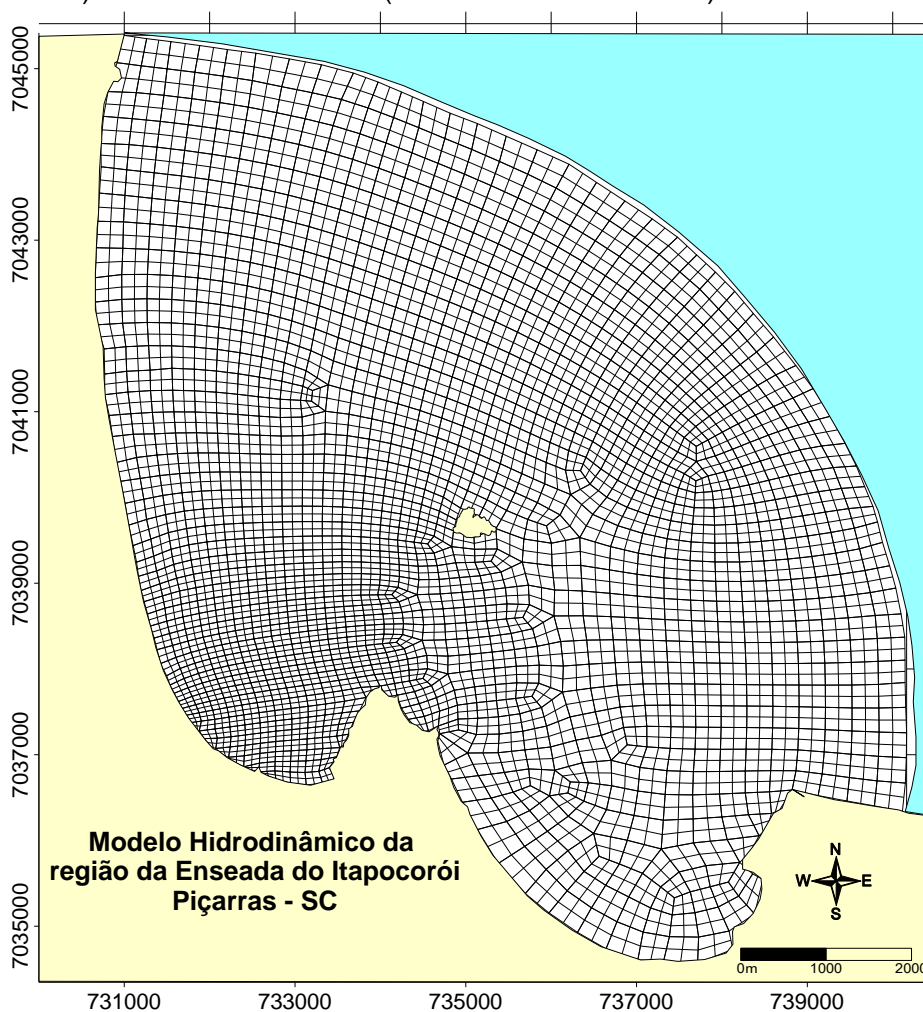 7045000
7043000
7041000
7039000
7037000
7035000
Modelo Hidrodinâmico da
região da Enseada do Itapocorói
Piçarras - SC
N
W E
S
0m 1000 2000
731000 733000 735000 737000 739000